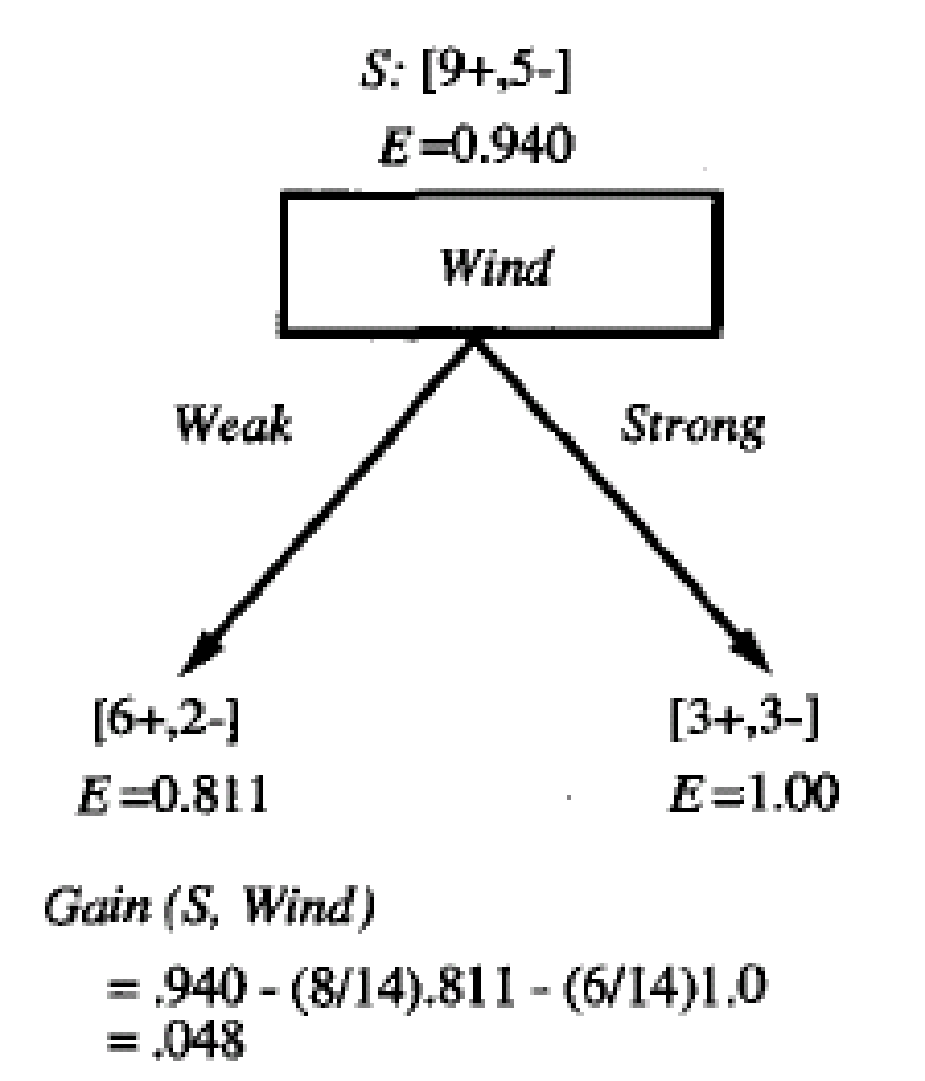 S: [9+,5-]
E=0.940
Wind
Weak
Strong
[6+,2-]
[3+,3-]
E=0.811
E=1.00
Gain (S, Wind)
= .940 - (8/14).811 - (6/14)1.0
= .048